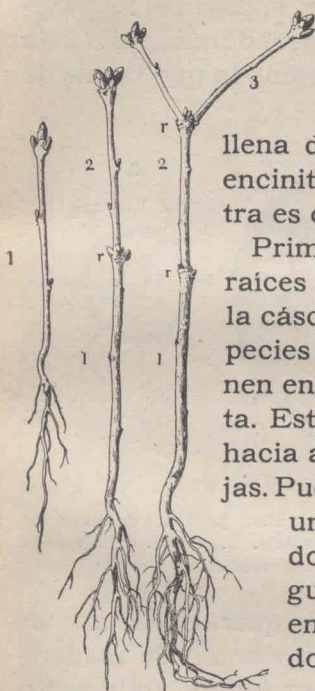 3
r
2
2
llena d
encinit
tra es
1
r
Prim
r
raíces
la cásc
pecies
1
1
nen en
ta. Est
hacia a
jas. Pue
un
do
gu
en
do